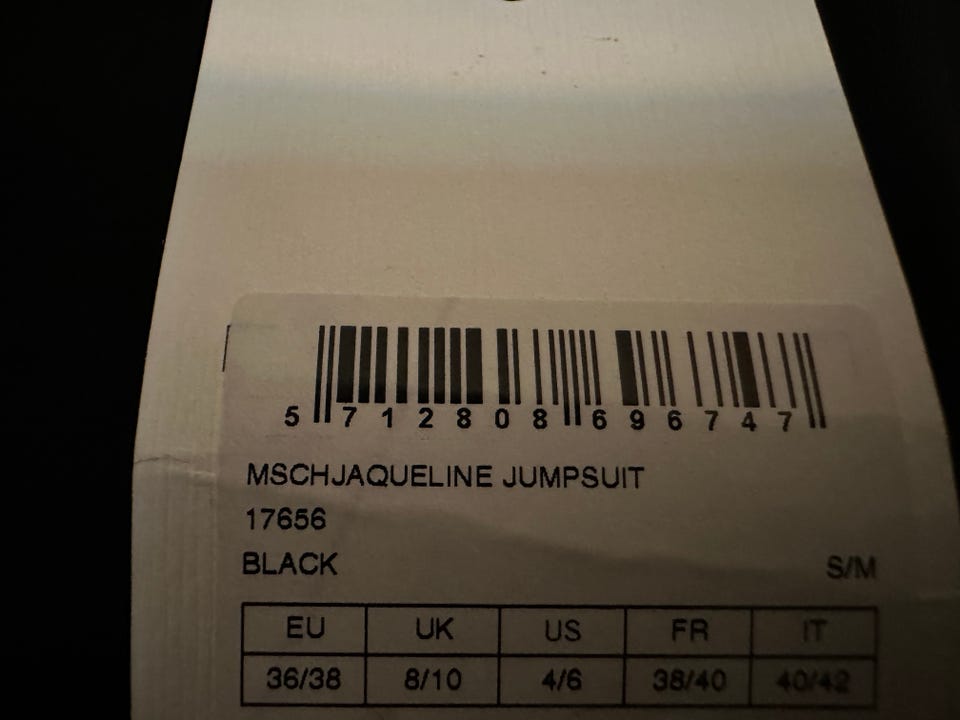 5 712808 696747
MSCHJAQUELINE JUMPSUIT
17656
BLACK S/M
EU UK US FR IT
36/38 8/10 4/6 38/40 40/42